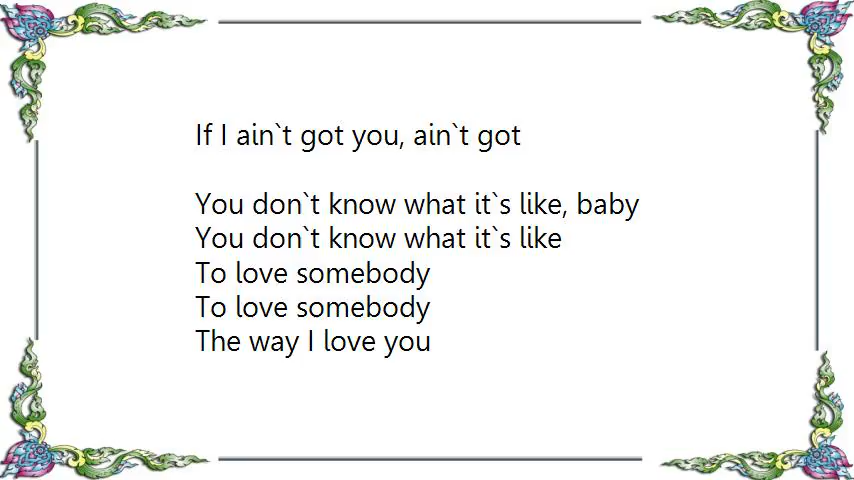 If I ain`t got you, ain`t got
You don`t know what it`s like, baby
You don`t know what it`s like
To love somebody
To love somebody
The way I love you